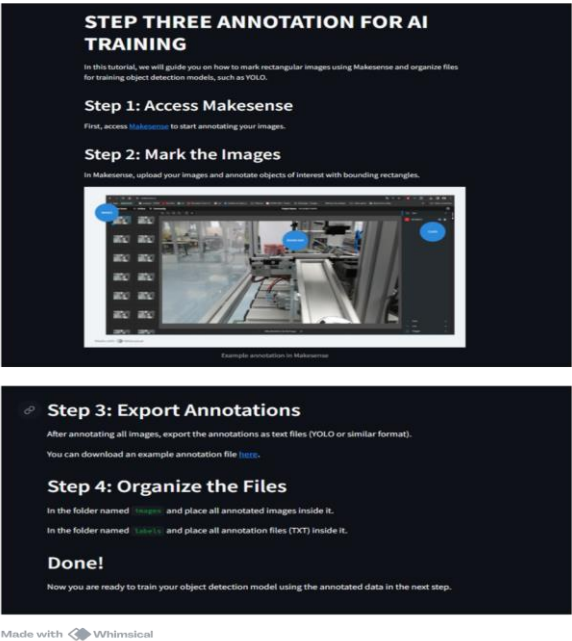 STEP THREE ANNOTATION FOR AI
TRAINING
In this tutorial, we will guide you on how to mark rectangular images using Makesense and organize files
for training object detection models, such as YOLO.
Step 1: Access Makesense
First, access Makesense to start annotating your images.
Step 2: Mark the Images
In Makesense, upload your images and annotate objects of interest with bounding rectangles.
Example annotation in Makesense
Step 3: Export Annotations
After annotating all images, export the annotations as text files (YOLO or similar format).
You can download an example annotation file here.
Step 4: Organize the Files
In the folder named images and place all annotated images inside it.
In the folder named labels and place all annotation files (TXT) inside it.
Done!
Now you are ready to train your object detection model using the annotated data in the next step.
Made with Whimsical